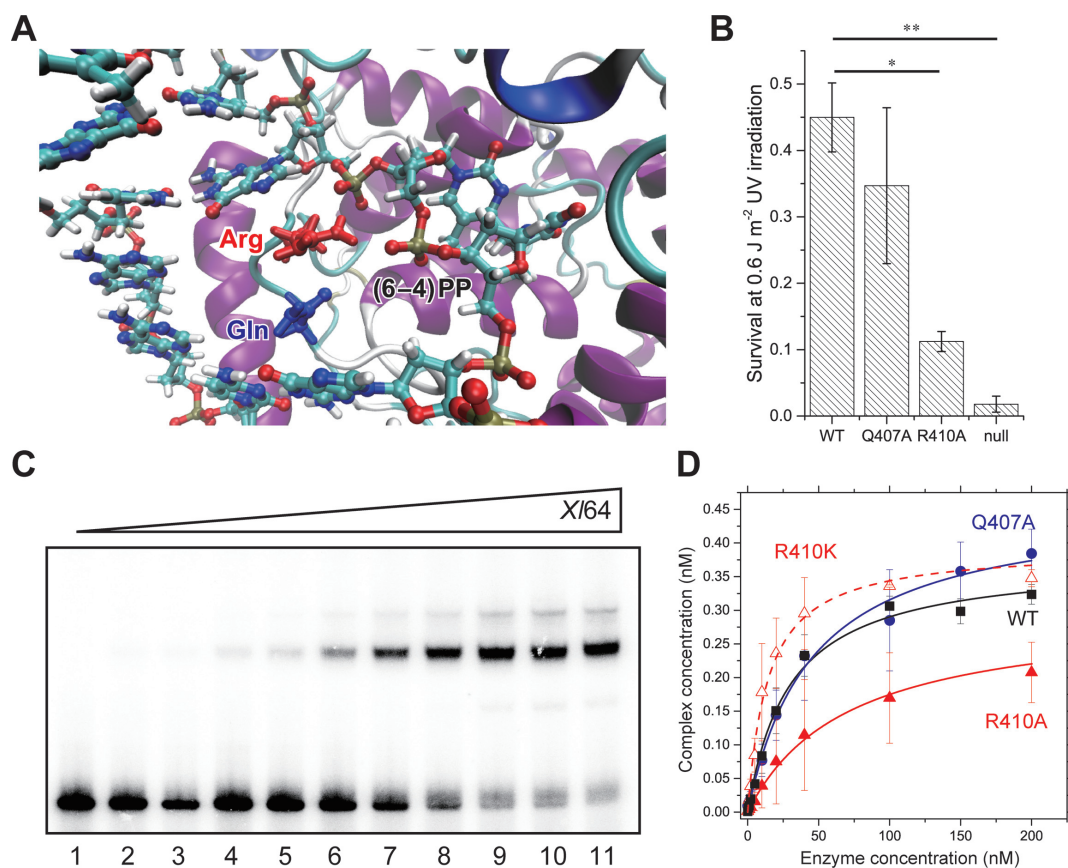 A
Arg
Gln
(6–4)PP
B
Survival at 0.6 J m⁻² UV irradiation
0.5
0.4
0.3
0.2
0.1
0.0
**
*
WT Q407A R410A null
C
Xl64
1 2 3 4 5 6 7 8 9 10 11
D
Complex concentration (nM)
0.45
0.40
0.35
0.30
0.25
0.20
0.15
0.10
0.05
0.00
R410K
Q407A
WT
R410A
0 50 100 150 200
Enzyme concentration (nM)